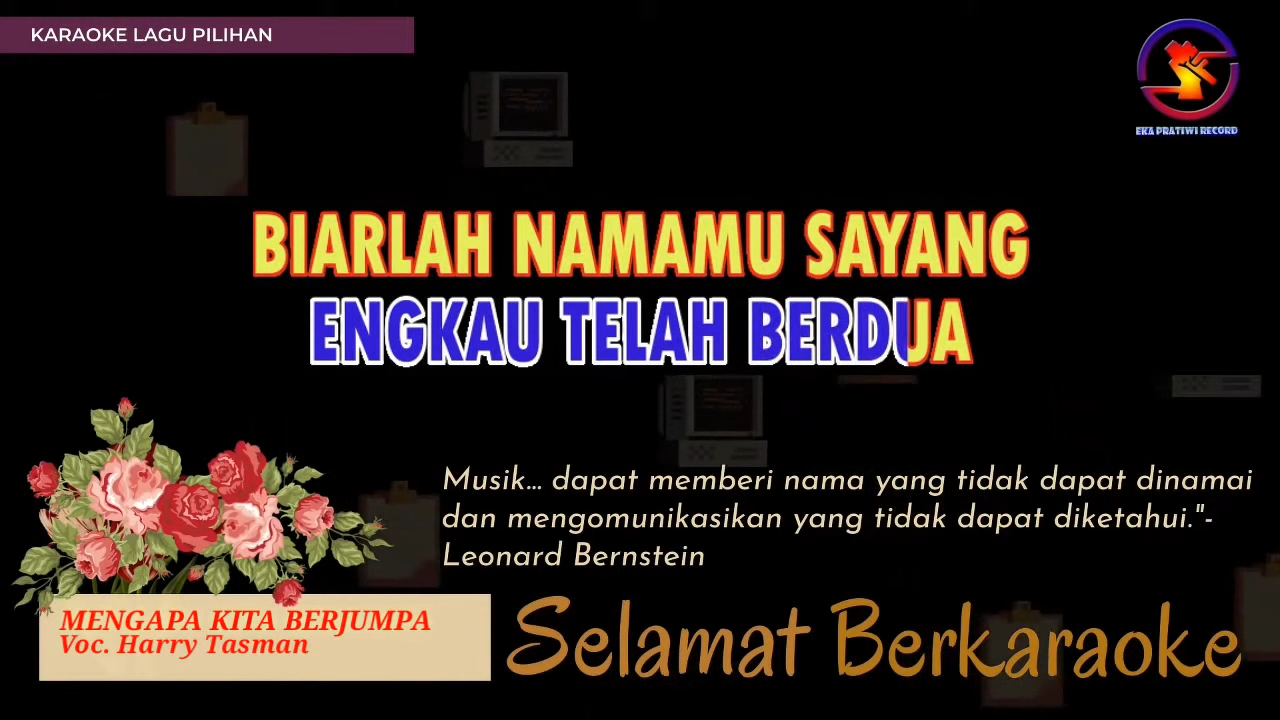 KARAOKE LAGU PILIHAN
EKA PRATIWI RECORD
BIARLAH NAMAMU SAYANG
ENGKAU TELAH BERDUA
Musik... dapat memberi nama yang tidak dapat dinamai
dan mengomunikasikan yang tidak dapat diketahui."-
Leonard Bernstein
MENGAPA KITA BERJUMPA
Voc. Harry Tasman
Selamat Berkaraoke